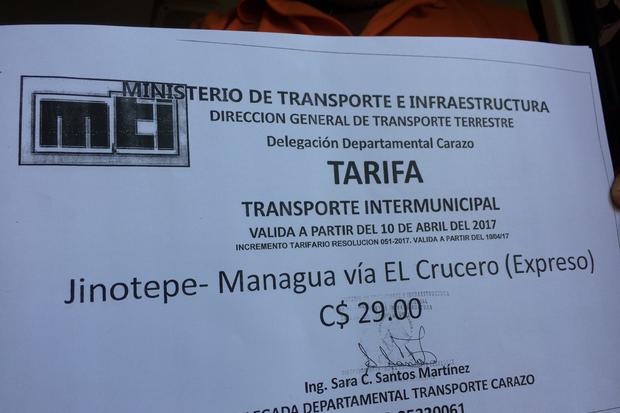 mti
MINISTERIO DE TRANSPORTE E INFRAESTRUCTURA
DIRECCION GENERAL DE TRANSPORTE TERRESTRE
Delegación Departamental Carazo
TARIFA
TRANSPORTE INTERMUNICIPAL
VALIDA A PARTIR DEL 10 DE ABRIL DEL 2017
INCREMENTO TARIFARIO RESOLUCION 051-2017. VALIDA A PARTIR DEL 10/04/17
Jinotepe- Managua vía EL Crucero (Expreso)
C$ 29.00
Ing. Sara C. Santos Martínez
DEPARTAMENTAL TRANSPORTE CARAZO